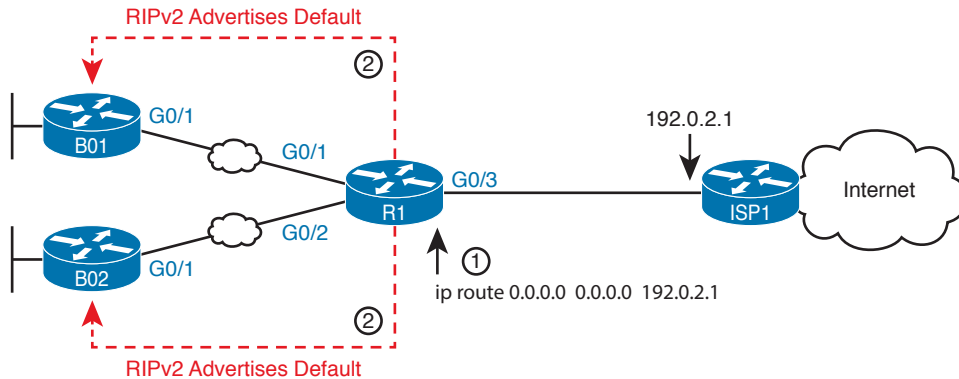 RIPv2 Advertises Default
②
B01
G0/1
G0/1
192.0.2.1
R1
G0/3
ISP1
Internet
G0/2
B02
G0/1
①
ip route 0.0.0.0 0.0.0.0 192.0.2.1
②
RIPv2 Advertises Default